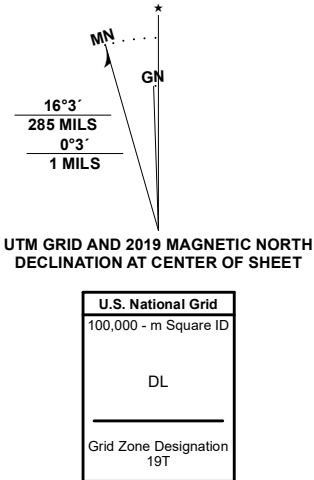 ★
MN
GN
16°3´
285 MILS
0°3´
1 MILS
UTM GRID AND 2019 MAGNETIC NORTH
DECLINATION AT CENTER OF SHEET
U.S. National Grid
100,000 - m Square ID
DL
Grid Zone Designation
19T